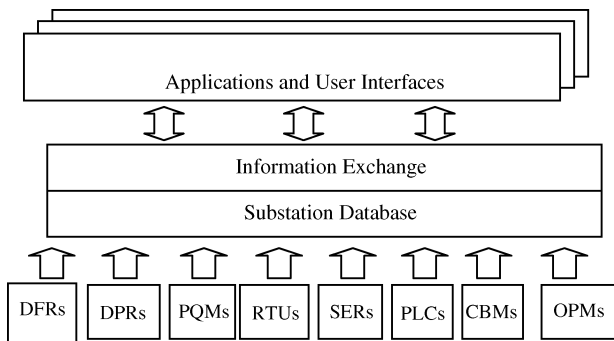 Applications and User Interfaces
Information Exchange
Substation Database
DFRs DPRs PQMs RTUs SERs PLCs CBMs OPMs